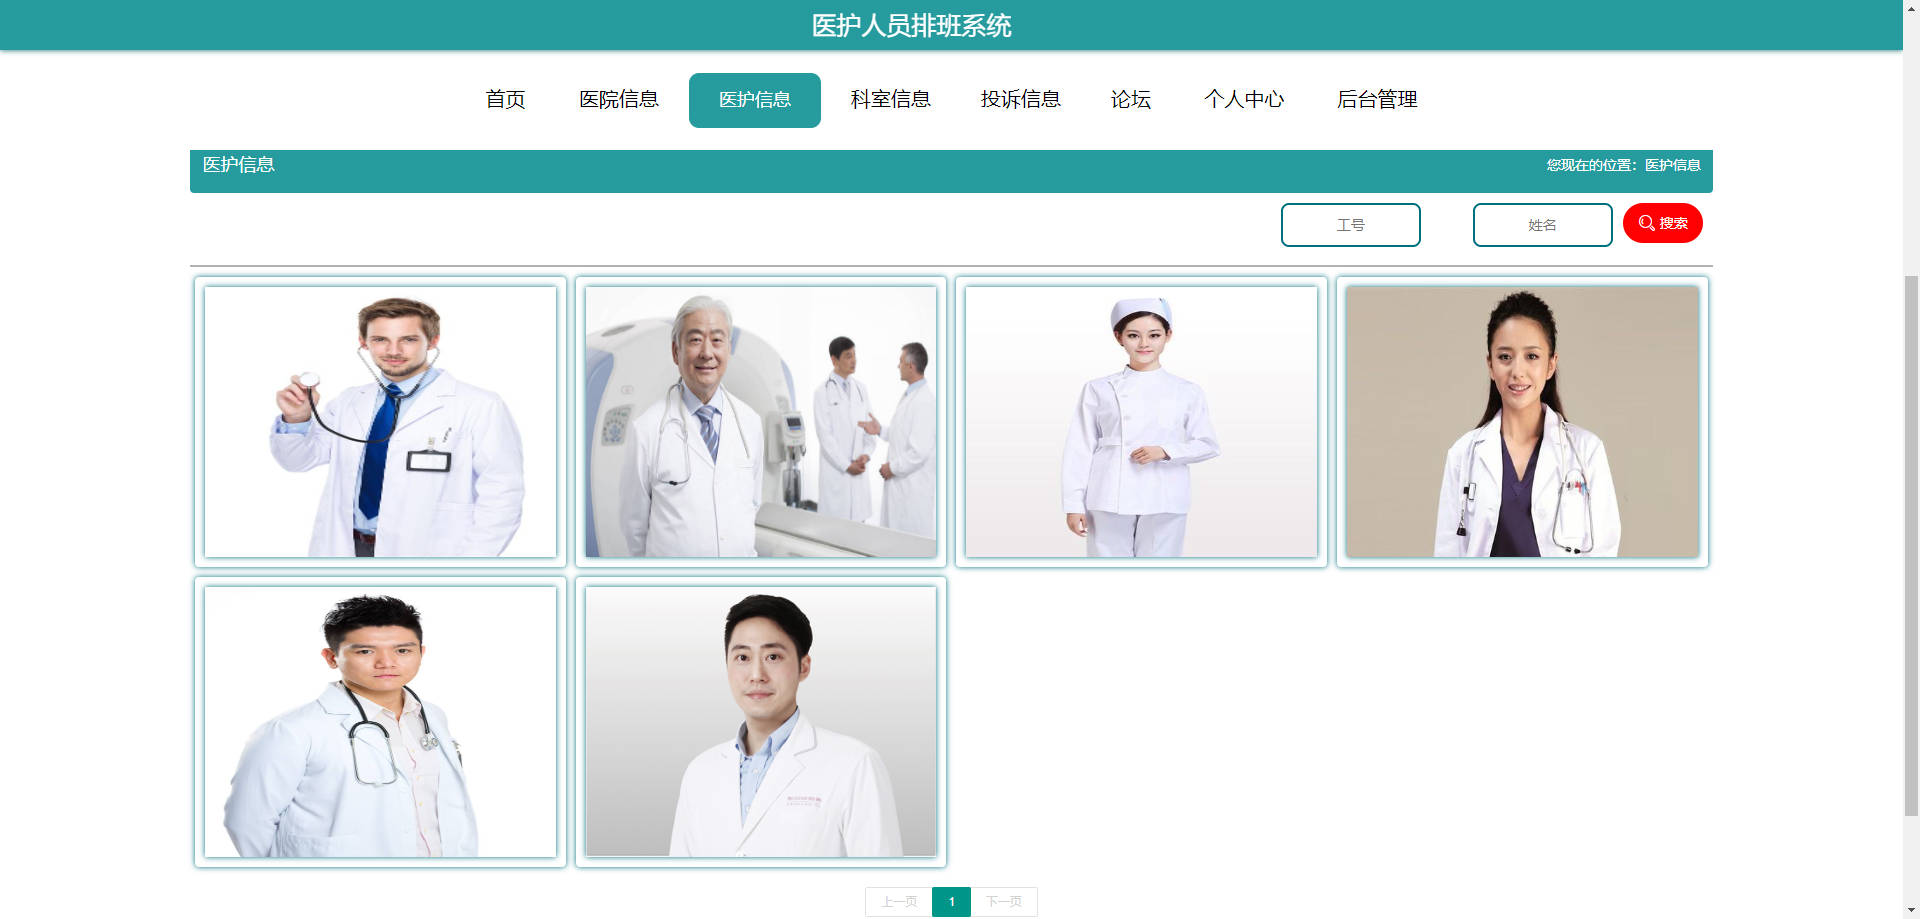 医护人员排班系统
首页 医院信息 医护信息 科室信息 投诉信息 论坛 个人中心 后台管理
医护信息 您现在的位置：医护信息
工号 姓名 搜索
上一页 1 下一页